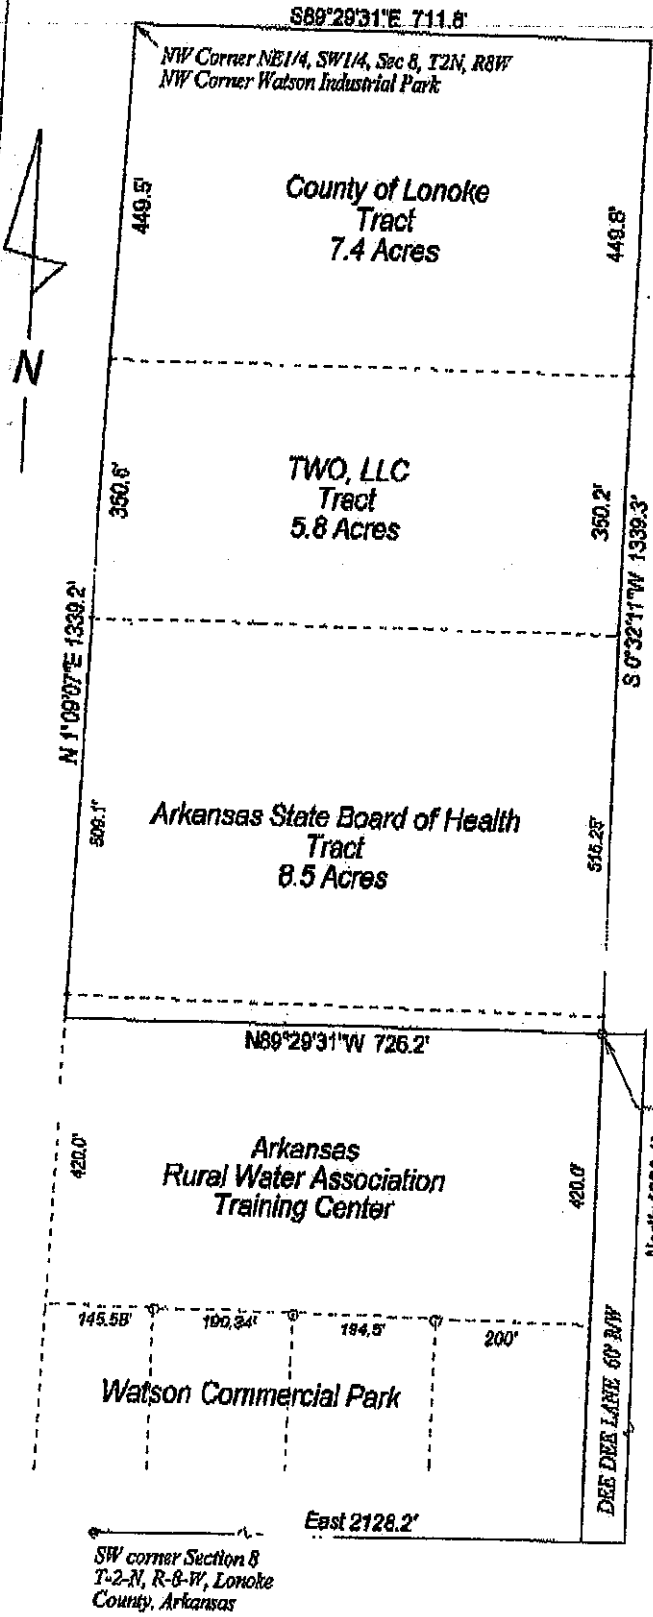 S89°29'31"E 711.8'
NW Corner NE1/4, SW1/4, Sec 8, T2N, R8W
NW Corner Watson Industrial Park
449.5'
County of Lonoke
Tract
7.4 Acres
449.8'
N
350.6'
TWO, LLC
Tract
5.8 Acres
350.2'
S 0°32'11"W 1339.3'
N 1°09'07"E 1339.2'
509.1'
Arkansas State Board of Health
Tract
8.5 Acres
515.25'
N89°29'31"W 726.2'
420.0'
Arkansas
Rural Water Association
Training Center
420.0'
145.58'
190.34'
194.5'
200'
Watson Commercial Park
DEE DEE LANE 60' R/W
East 2128.2'
SW corner Section 8
T-2-N, R-8-W, Lonoke
County, Arkansas